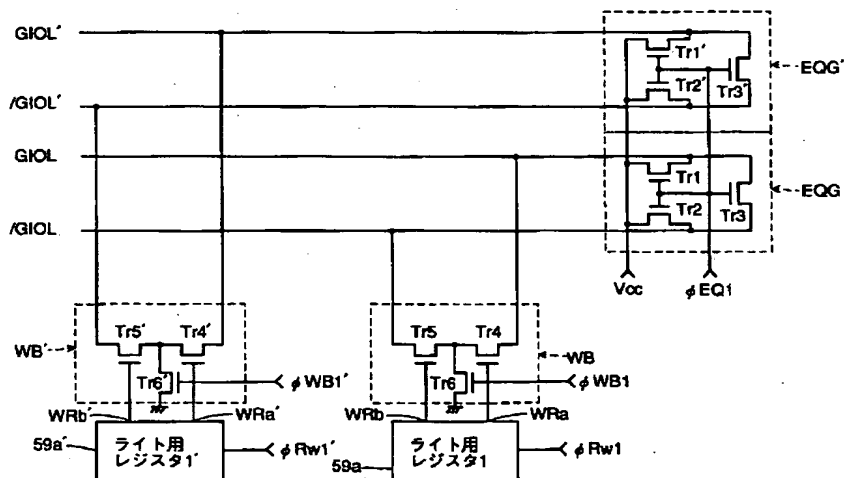 GIOL'
Tr1'
EQG'
Tr2'
Tr3'
/GIOL'
GIOL
Tr1
EQG
Tr2
Tr3
/GIOL
Vcc
φEQ1
Tr5'
Tr4'
Tr5
Tr4
WB'
WB
Tr6'
φWB1'
Tr6
φWB1
WRb'
WRa'
WRb
WRa
59a'
ライト用
レジスタ1'
φRw1'
59a
ライト用
レジスタ1
φRw1